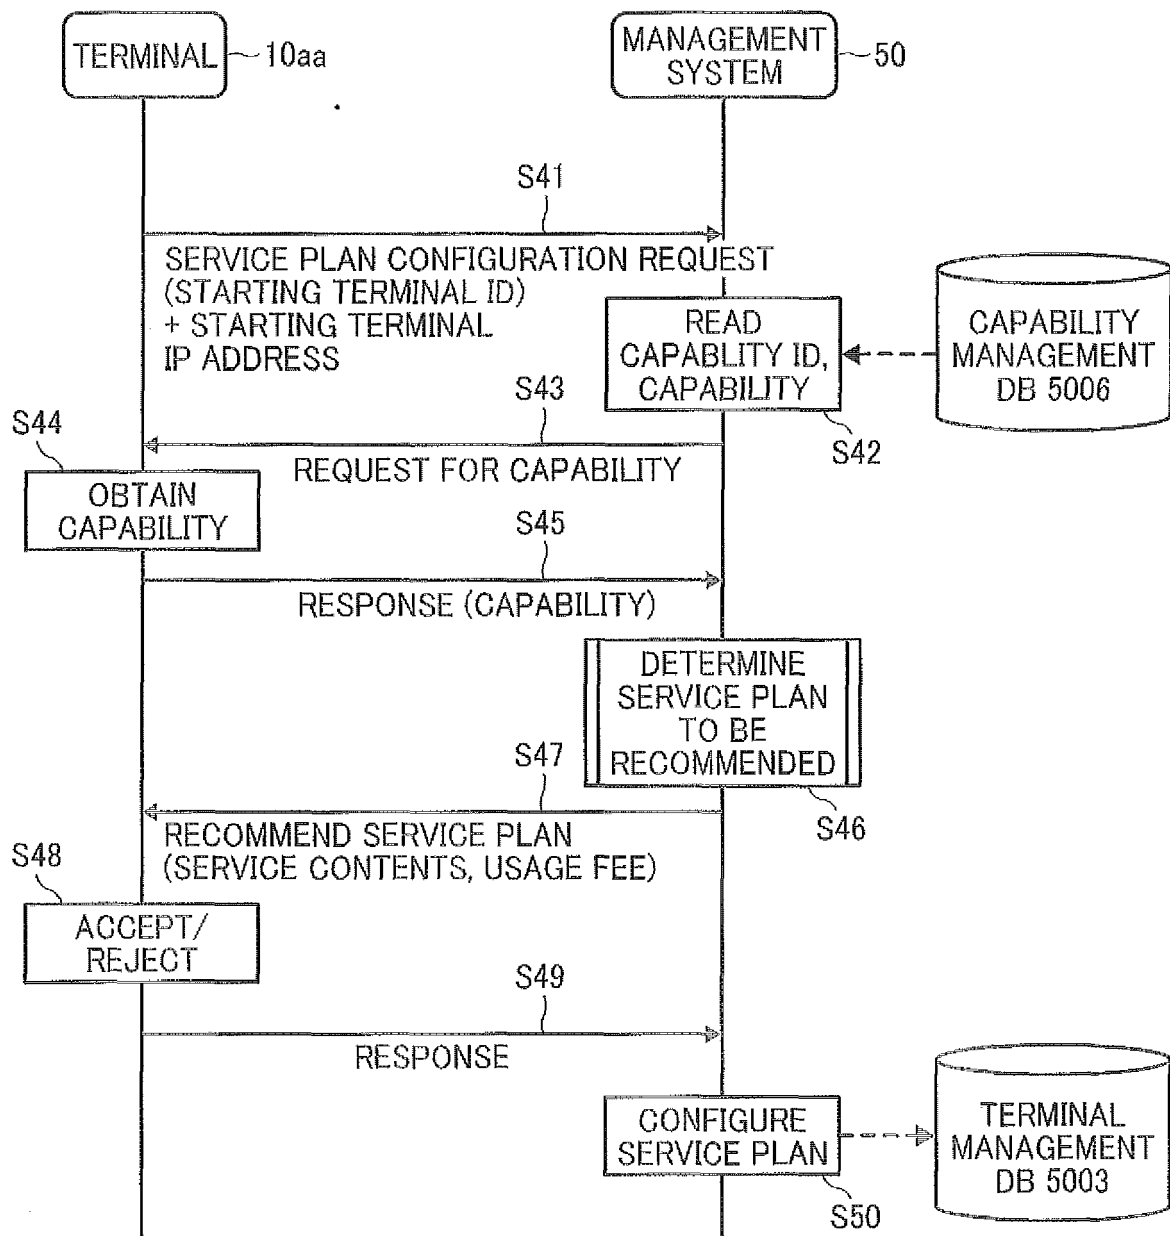 TERMINAL
10aa
MANAGEMENT
SYSTEM
50
S41
SERVICE PLAN CONFIGURATION REQUEST
(STARTING TERMINAL ID)
+ STARTING TERMINAL
IP ADDRESS
READ
CAPABLITY ID,
CAPABILITY
CAPABILITY
MANAGEMENT
DB 5006
S42
S43
REQUEST FOR CAPABILITY
S44
OBTAIN
CAPABILITY
S45
RESPONSE (CAPABILITY)
DETERMINE
SERVICE PLAN
TO BE
RECOMMENDED
S46
S47
RECOMMEND SERVICE PLAN
(SERVICE CONTENTS, USAGE FEE)
S48
ACCEPT/
REJECT
S49
RESPONSE
CONFIGURE
SERVICE PLAN
S50
TERMINAL
MANAGEMENT
DB 5003